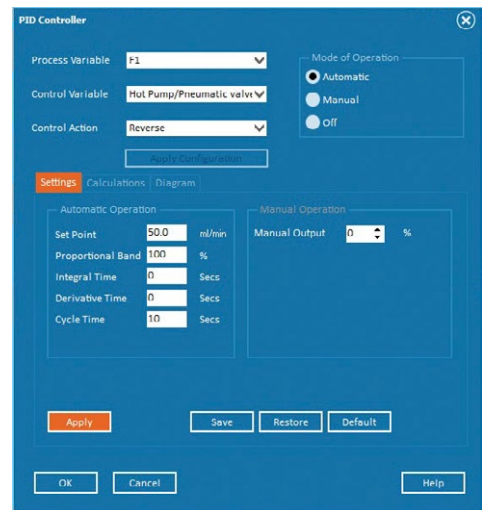 PID Controller
Process Variable F1
Mode of Operation
Automatic
Control Variable Hot Pump/Pneumatic valve
Manual
Control Action Reverse
Off
Apply Configuration
Settings Calculations Diagram
Automatic Operation
Manual Operation
Set Point 50.0 ml/min
Manual Output 0 %
Proportional Band 100 %
Integral Time 0 Secs
Derivative Time 0 Secs
Cycle Time 10 Secs
Apply Save Restore Default
OK Cancel Help